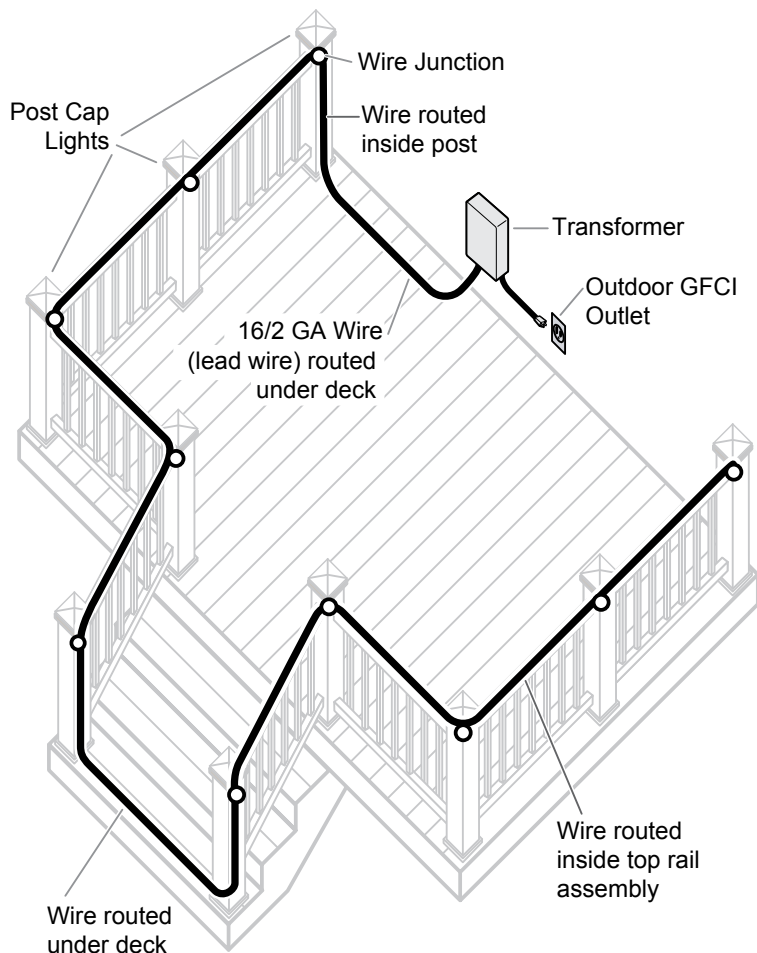 Wire Junction
Post Cap
Lights
Wire routed
inside post
Transformer
Outdoor GFCI
Outlet
16/2 GA Wire
(lead wire) routed
under deck
Wire routed
inside top rail
assembly
Wire routed
under deck